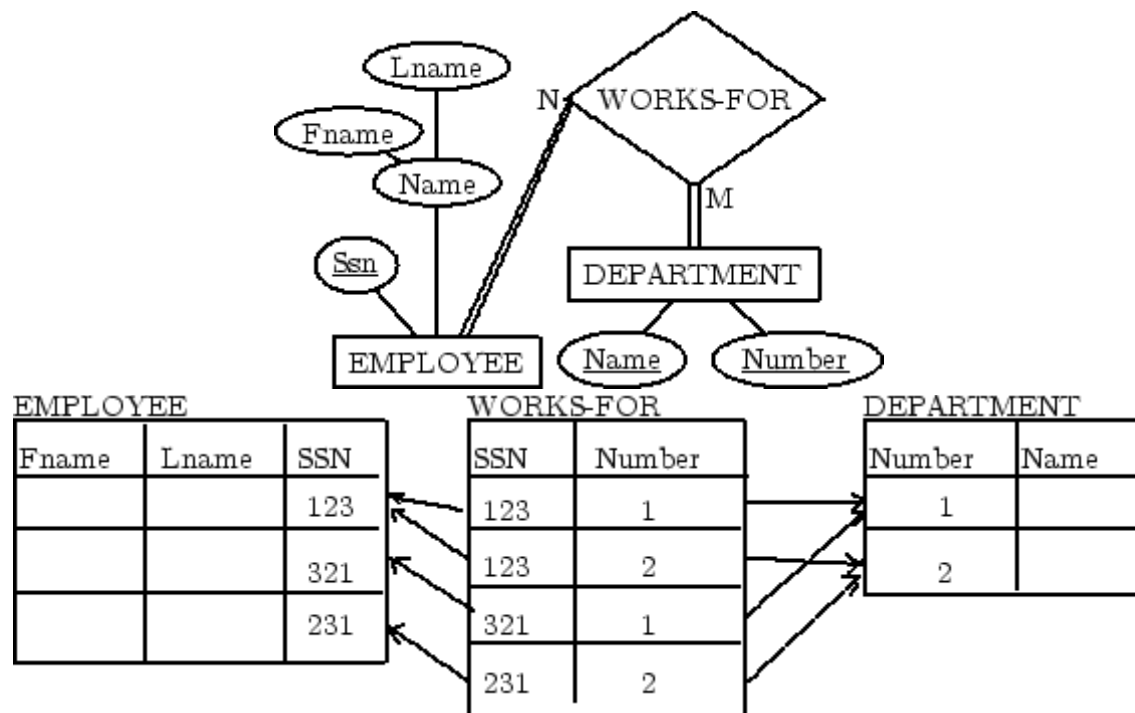 Lname
N WORKS-FOR
Fname
Name
M
Ssn
DEPARTMENT
EMPLOYEE Name Number
EMPLOYEE WORKS-FOR DEPARTMENT
Fname Lname SSN SSN Number Number Name
123 123 1 1
321 123 2 2
231 321 1
231 2